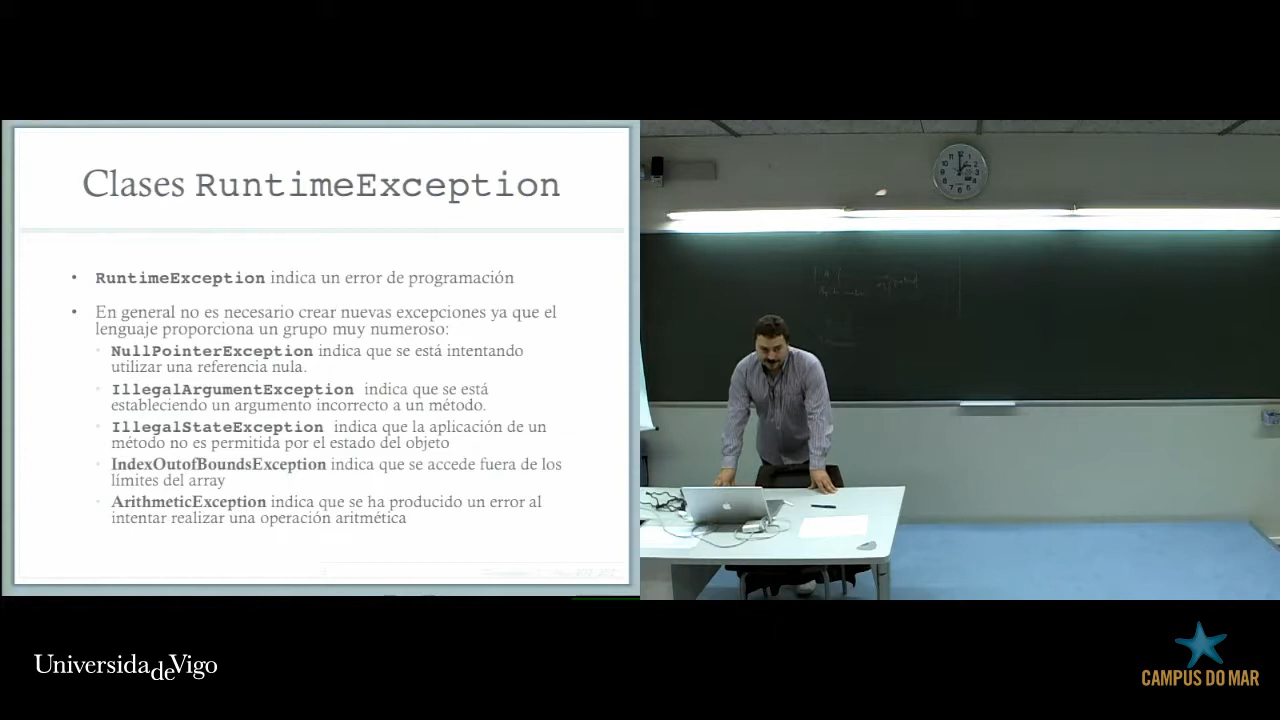 Clases RuntimeException
• RuntimeException indica un error de programación
• En general no es necesario crear nuevas excepciones ya que el
lenguaje proporciona un grupo muy numeroso:
NullPointerException indica que se está intentando
utilizar una referencia nula.
IllegalArgumentException indica que se está
estableciendo un argumento incorrecto a un método.
IllegalStateException indica que la aplicación de un
método no es permitida por el estado del objeto
IndexOutofBoundsException indica que se accede fuera de los
límites del array
ArithmeticException indica que se ha producido un error al
intentar realizar una operación aritmética
Universidade Vigo
CAMPUS DO MAR